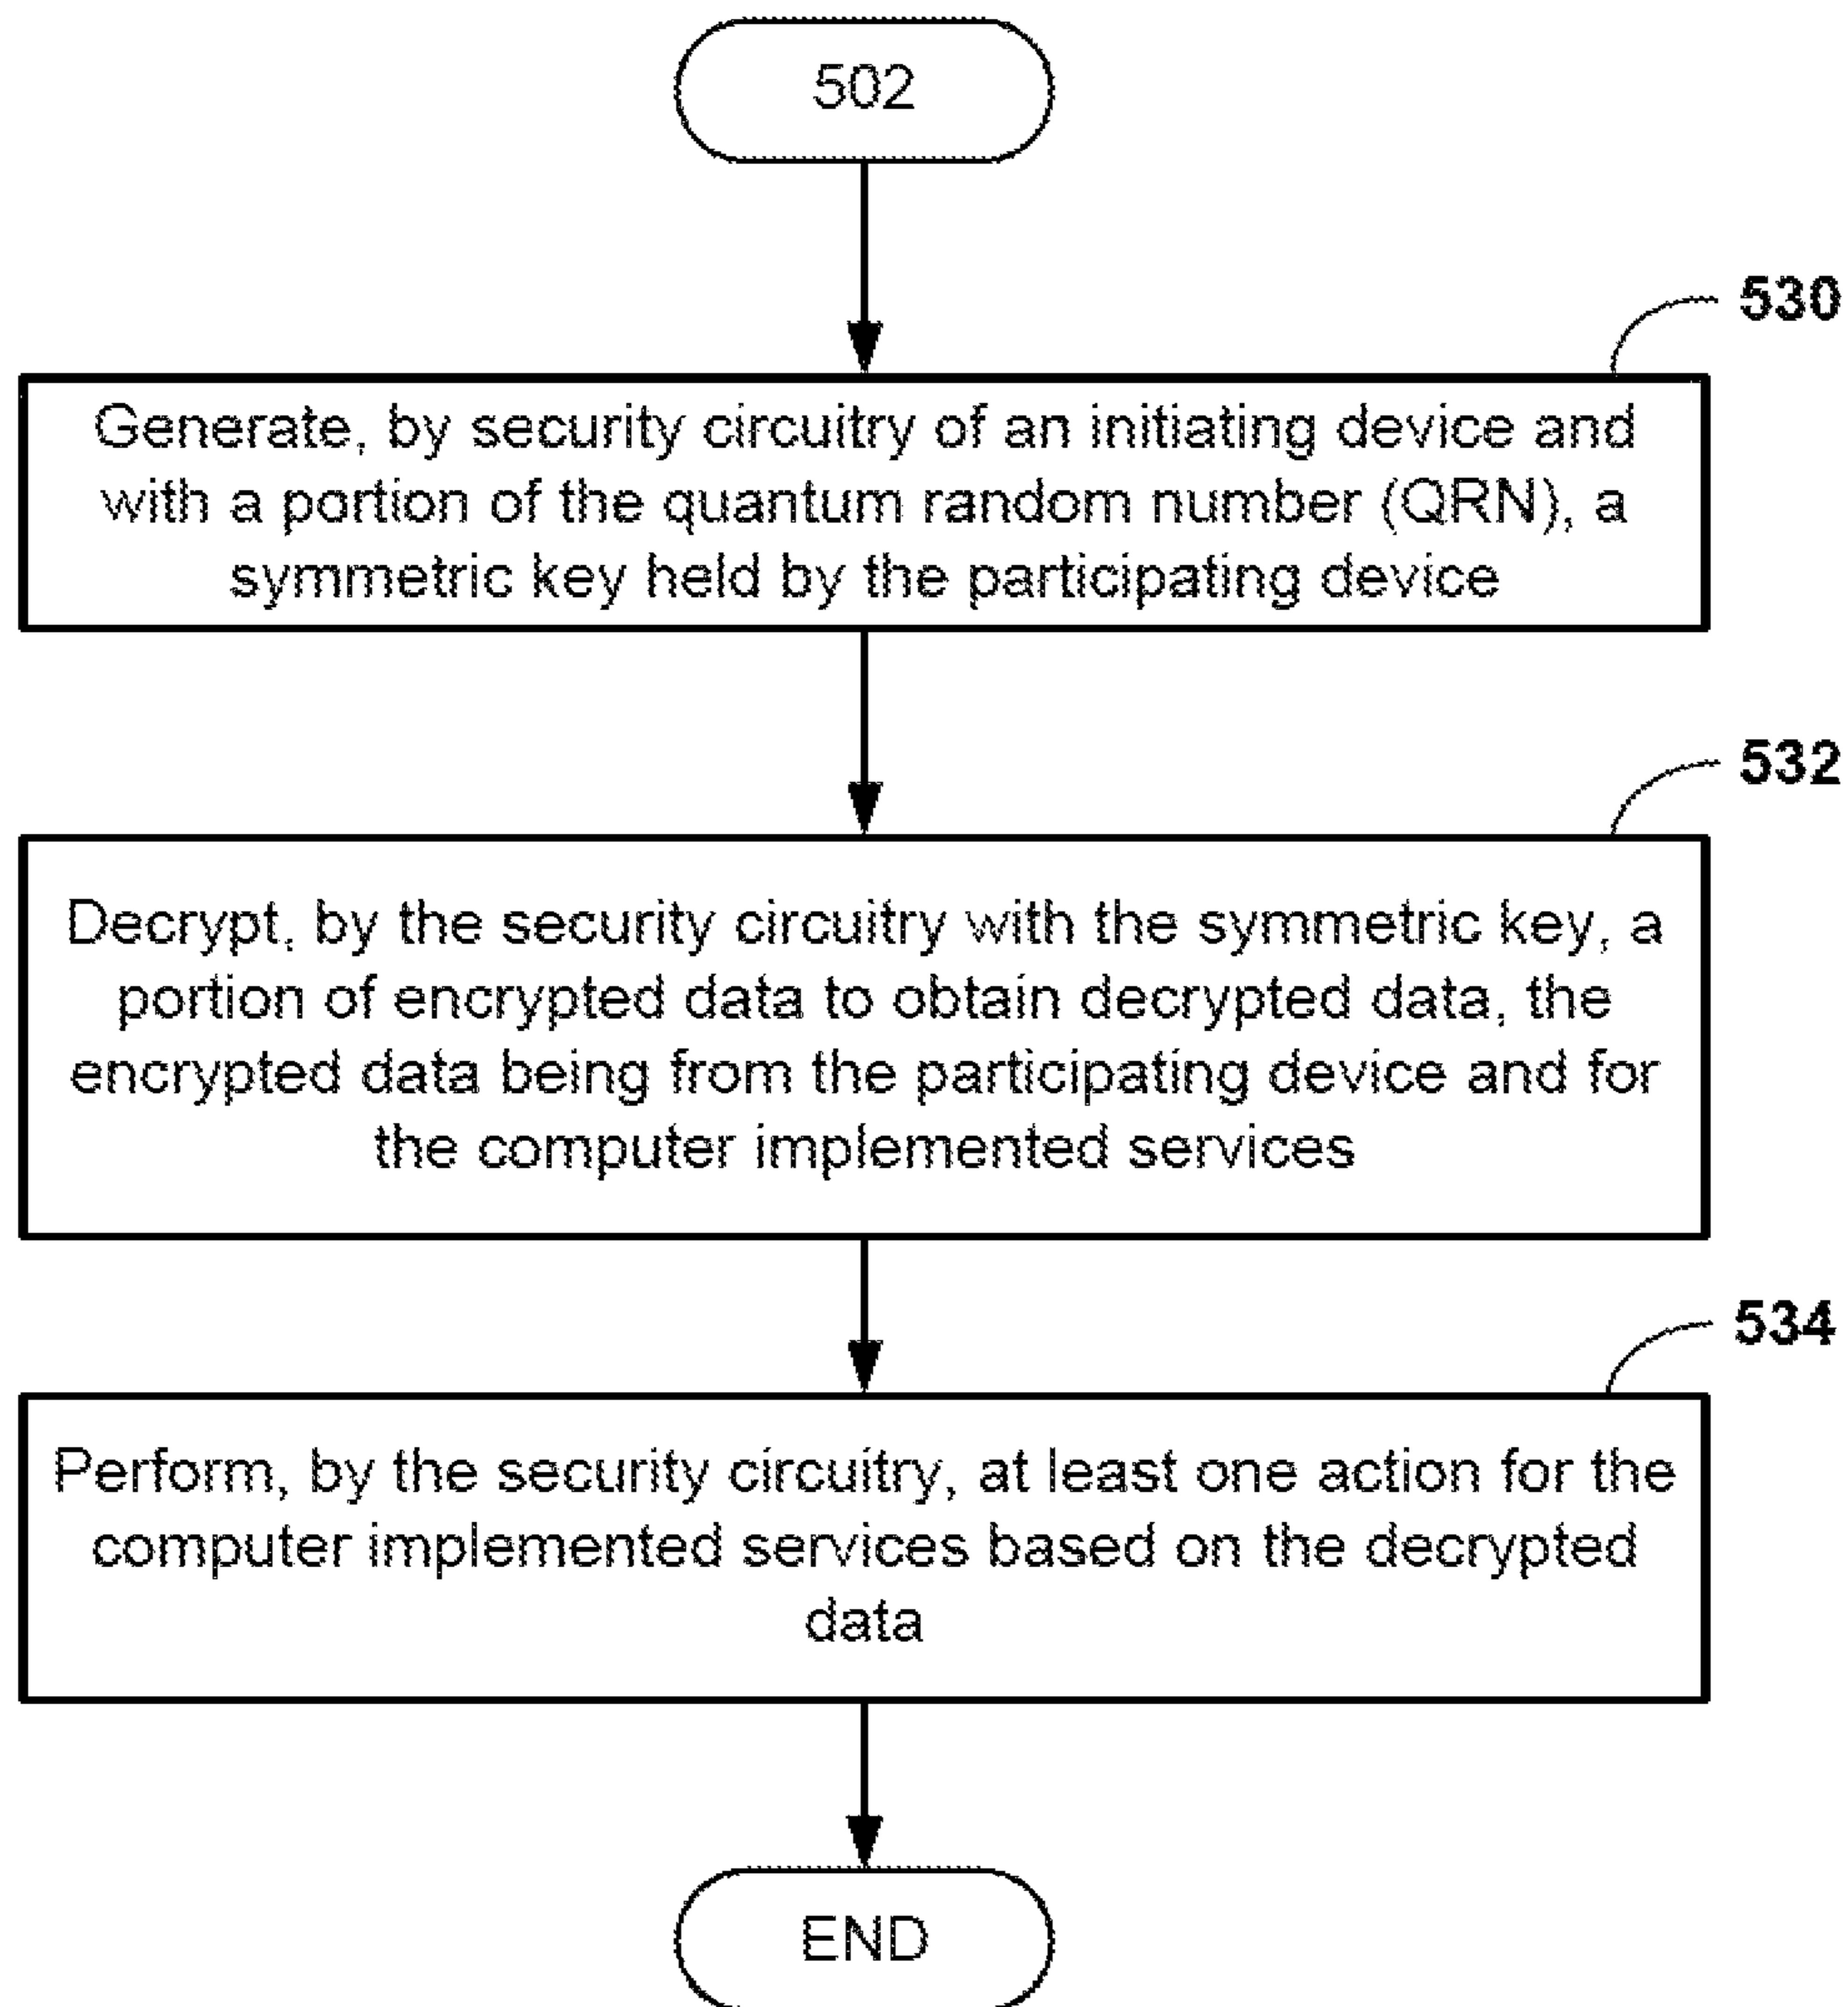 502
530
Generate, by security circuitry of an initiating device and
with a portion of the quantum random number (QRN), a
symmetric key held by the participating device
532
Decrypt, by the security circuitry with the symmetric key, a
portion of encrypted data to obtain decrypted data, the
encrypted data being from the participating device and for
the computer implemented services
534
Perform, by the security circuitry, at least one action for the
computer implemented services based on the decrypted
data
END